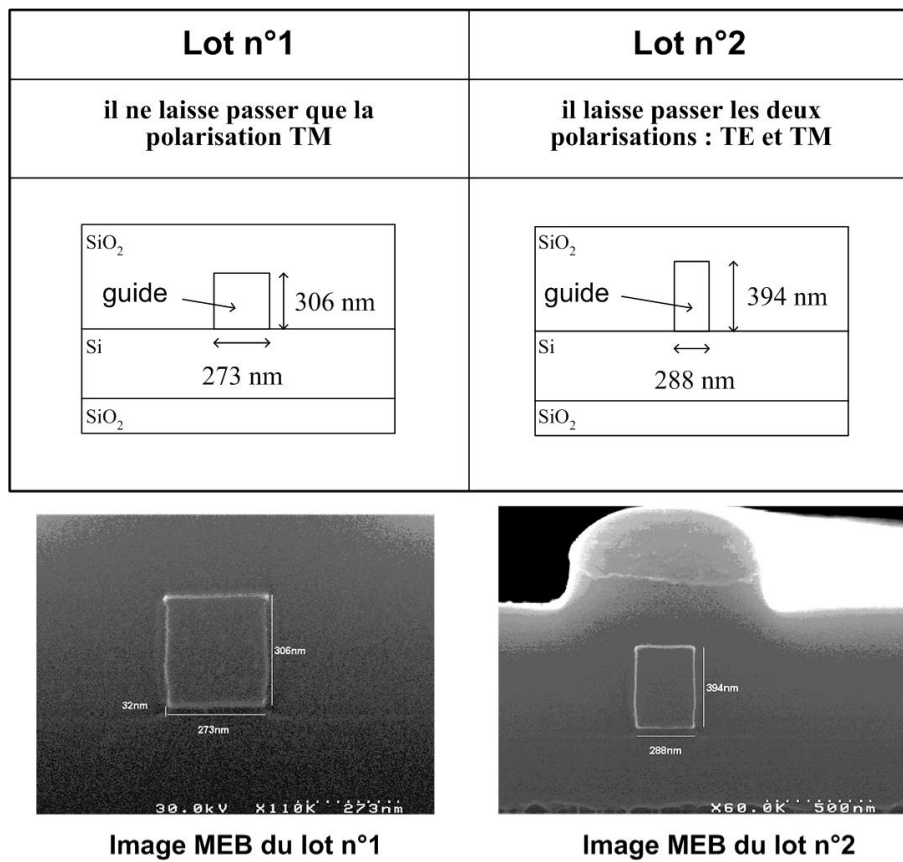 Lot n°1
Lot n°2
il ne laisse passer que la
polarisation TM
il laisse passer les deux
polarisations : TE et TM
SiO2
guide
306 nm
Si
273 nm
SiO2
SiO2
guide
394 nm
Si
288 nm
SiO2
306nm
32nm
273nm
30.0kV X110K 273nm
394nm
288nm
X60.0K 500nm
Image MEB du lot n°1
Image MEB du lot n°2